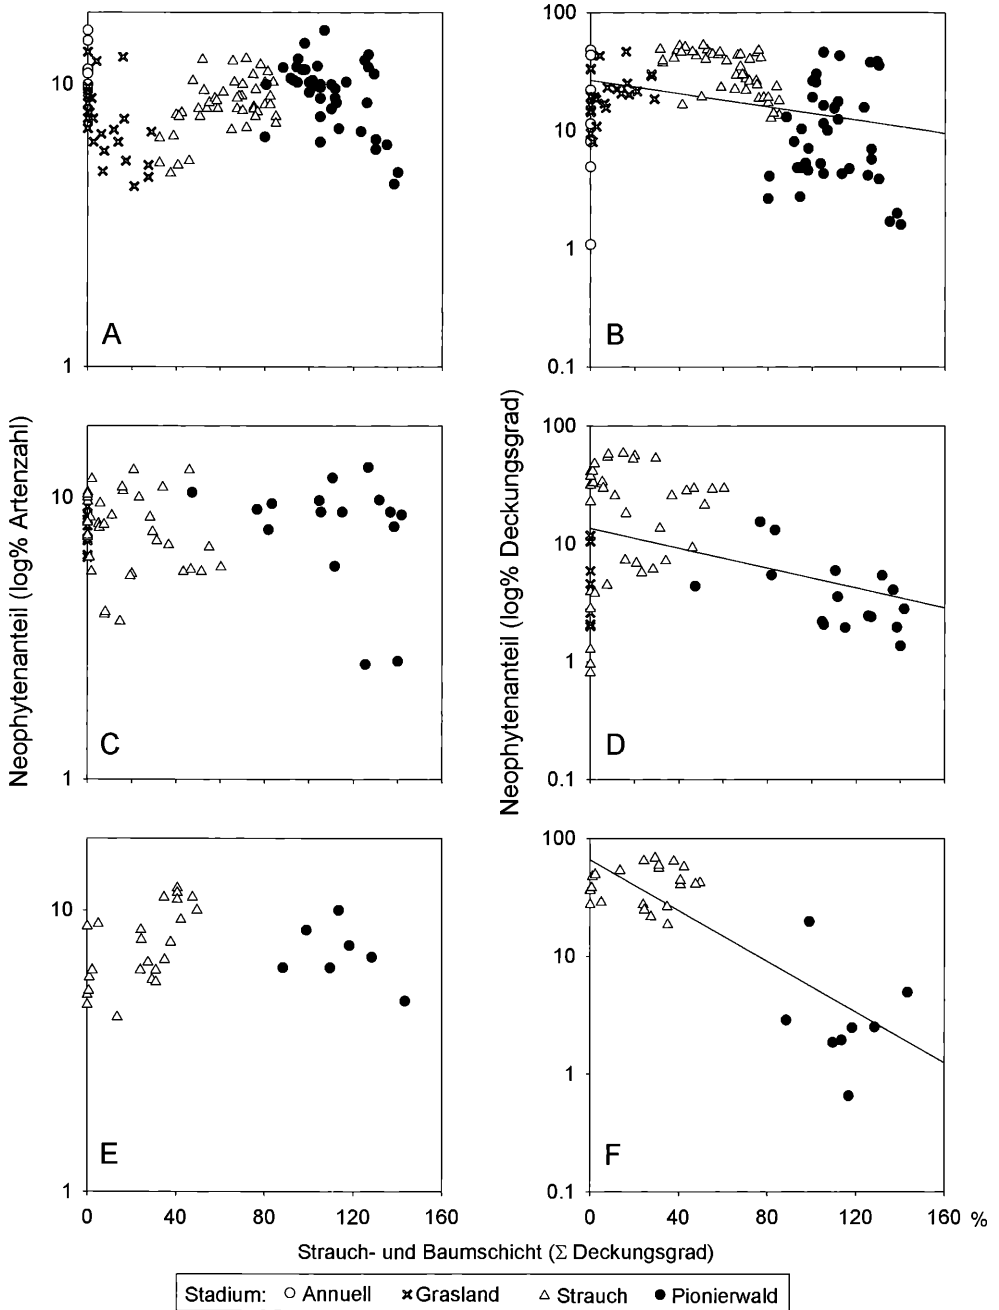 10
A
1
100
10
1
B
0.1
Neophytenanteil (log% Artenzahl)
10
C
1
Neophytenanteil (log% Deckungsgrad)
100
10
1
D
0.1
10
E
1
0 40 80 120 160
100
10
1
F
0.1
0 40 80 120 160 %
Strauch- und Baumschicht (Σ Deckungsgrad)
Stadium: Annuell Grasland Strauch Pionierwald